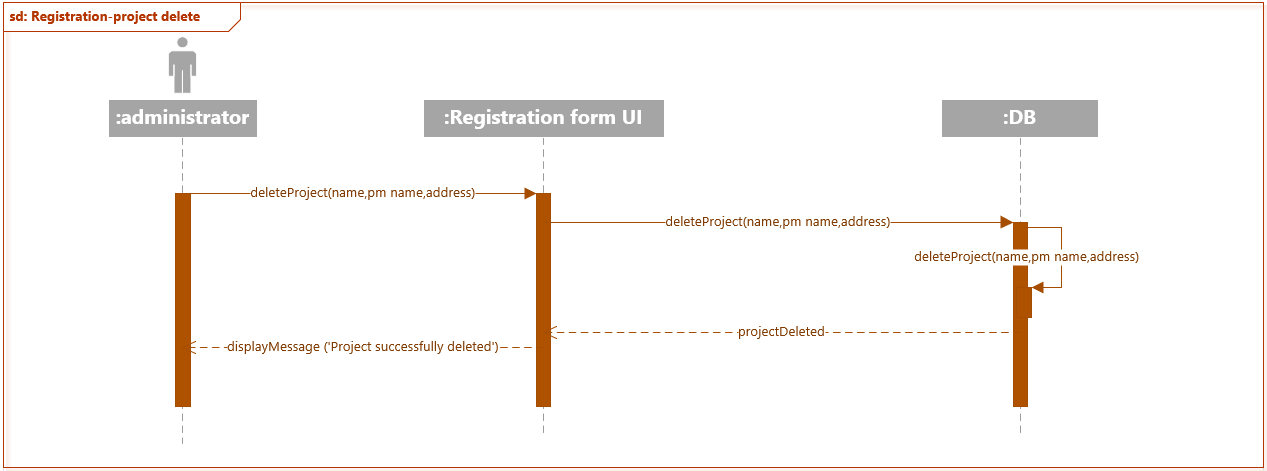 sd: Registration-project delete
:administrator
:Registration form UI
:DB
deleteProject(name,pm name,address)
deleteProject(name,pm name,address)
deleteProject(name,pm name,address)
projectDeleted
displayMessage ('Project successfully deleted')